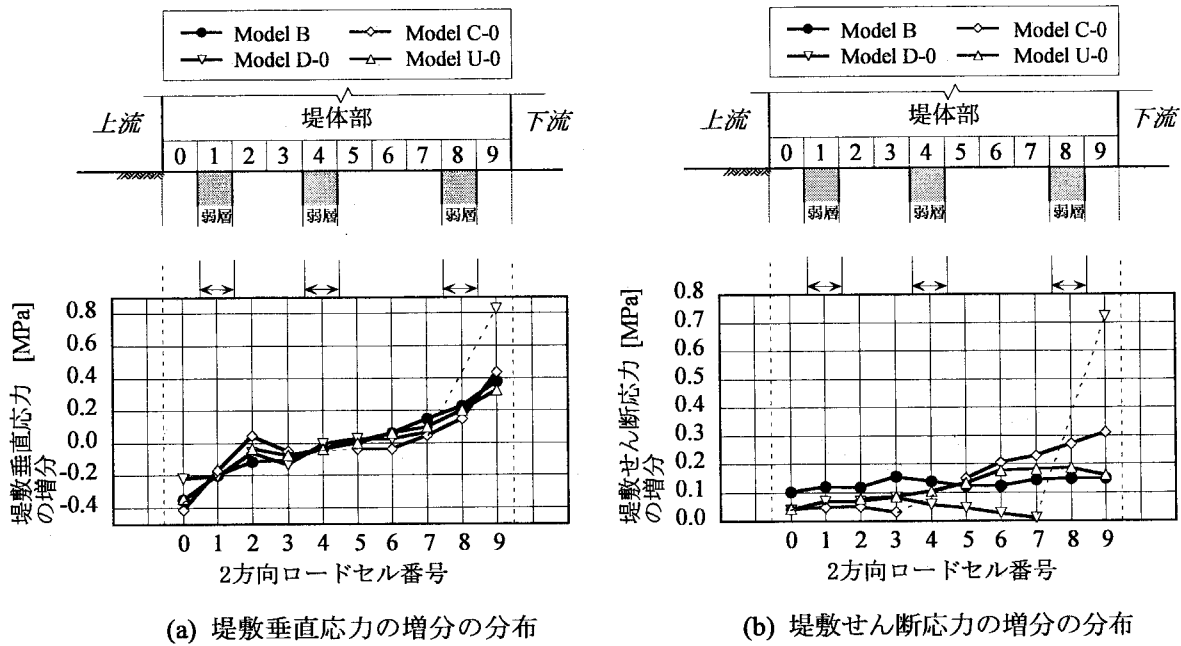 Model B Model C-0
Model D-0 Model U-0
上流 堤体部 下流
0 1 2 3 4 5 6 7 8 9
弱層 弱層 弱層
堤敷垂直応力 [MPa]
の増分
0.8
0.6
0.4
0.2
0.0
-0.2
-0.4
0 1 2 3 4 5 6 7 8 9
2方向ロードセル番号
(a) 堤敷垂直応力の増分の分布
Model B Model C-0
Model D-0 Model U-0
上流 堤体部 下流
0 1 2 3 4 5 6 7 8 9
弱層 弱層 弱層
堤敷せん断応力 [MPa]
の増分
0.8
0.7
0.6
0.5
0.4
0.3
0.2
0.1
0.0
0 1 2 3 4 5 6 7 8 9
2方向ロードセル番号
(b) 堤敷せん断応力の増分の分布